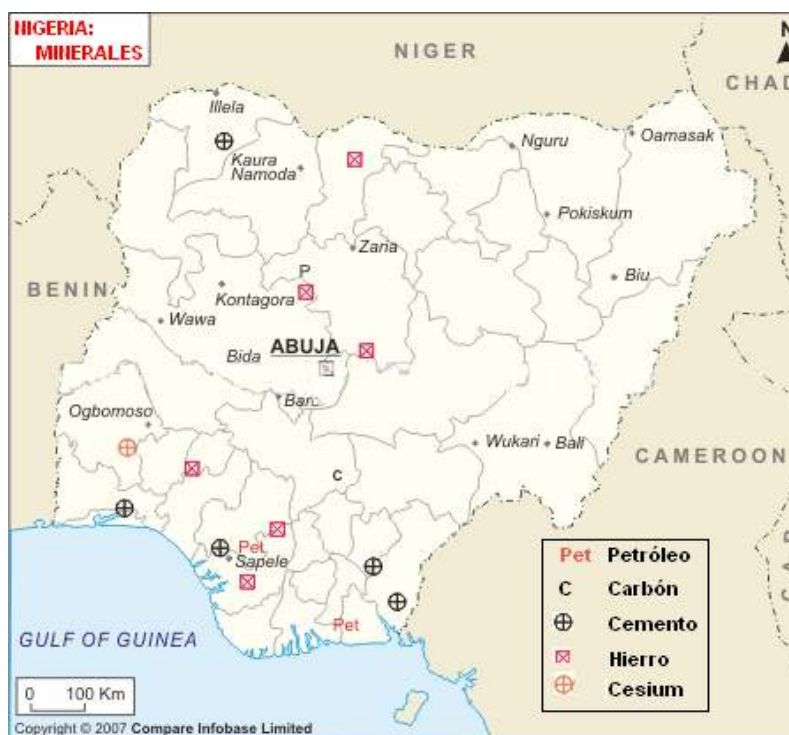 NIGERIA:
MINERALES
NIGER
N
CHAD
Illela
Kaura
Namoda
Nguru
Oamasak
Pokiskum
Zaria
P
Biu
BENIN
Kontagora
Wawa
Bida
ABUJA
Ogbomoso
Wukari
Bali
CAMEROON
C
Pet
Sapele
Pet
GULF OF GUINEA
Pet Petróleo
C Carbón
Cemento
Hierro
Cesium
0 100 Km
Copyright © 2007 Compare Infobase Limited